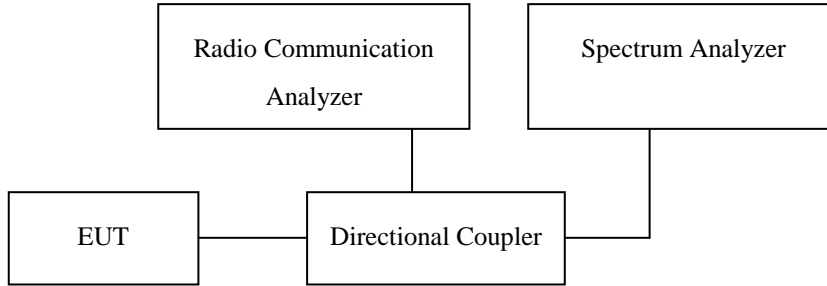 Radio Communication
Analyzer
Spectrum Analyzer
EUT
Directional Coupler